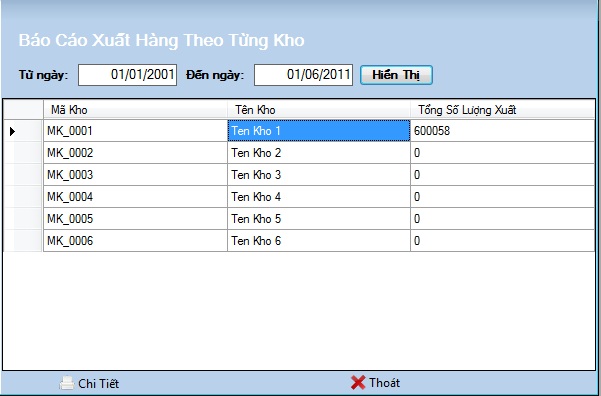 Báo Cáo Xuất Hàng Theo Từng Kho
Từ ngày: 01/01/2001 Đến ngày: 01/06/2011 Hiển Thị
Mã Kho Tên Kho Tổng Số Lượng Xuất
MK_0001 Ten Kho 1 600058
MK_0002 Ten Kho 2 0
MK_0003 Ten Kho 3 0
MK_0004 Ten Kho 4 0
MK_0005 Ten Kho 5 0
MK_0006 Ten Kho 6 0
Chi Tiết Thoát